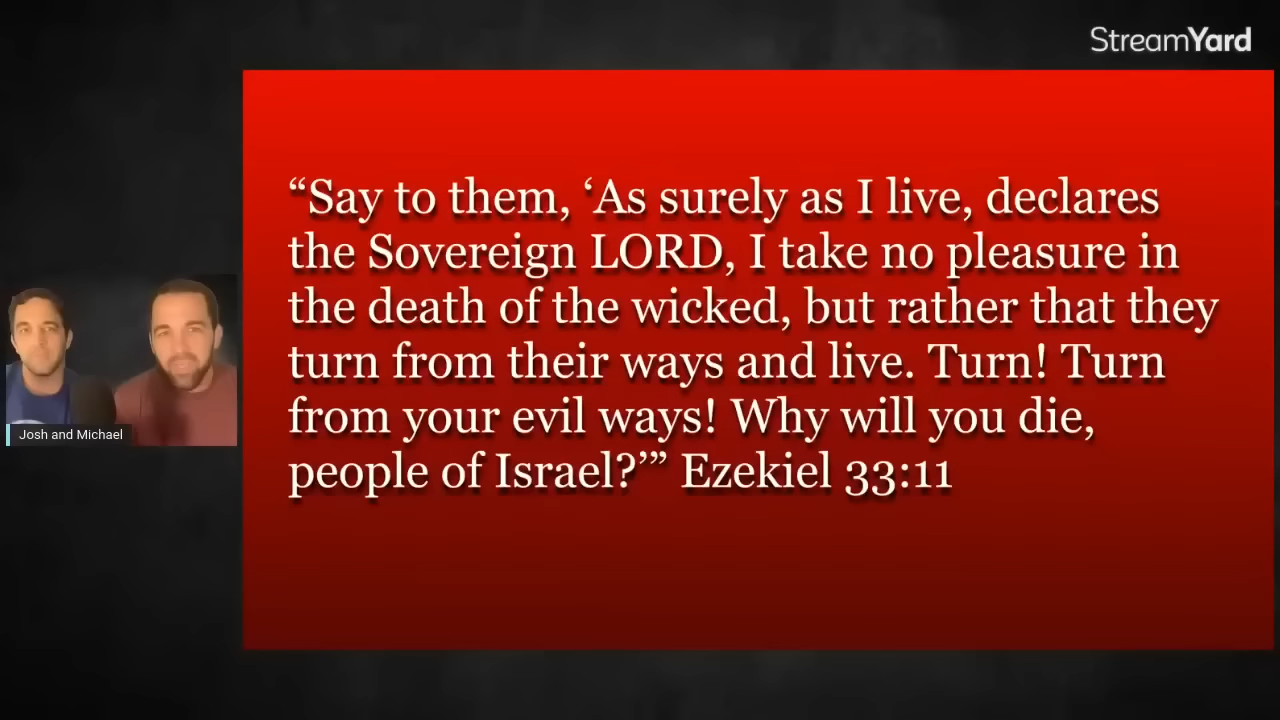 StreamYard
“Say to them, ‘As surely as I live, declares
the Sovereign LORD, I take no pleasure in
the death of the wicked, but rather that they
turn from their ways and live. Turn! Turn
from your evil ways! Why will you die,
people of Israel?’” Ezekiel 33:11
Josh and Michael